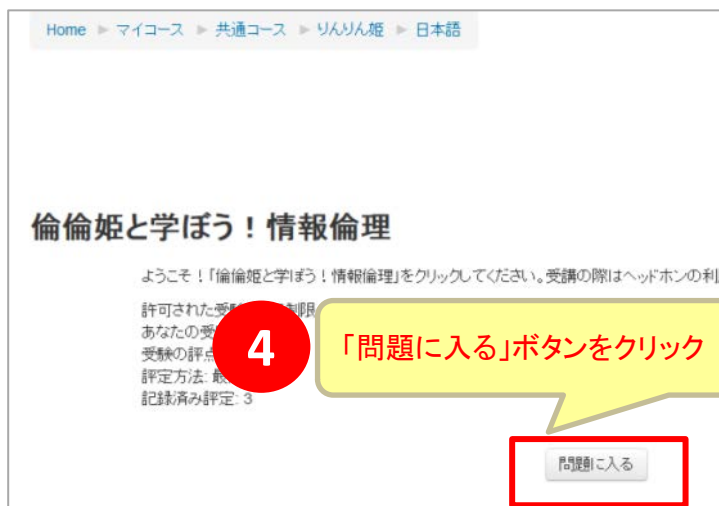 Home ► マイコース ► 共通コース ► りんりん姫 ► 日本語
倫倫姫と学ぼう！情報倫理
ようこそ！「倫倫姫と学ぼう！情報倫理」をクリックしてください。受講の際はヘッドホンの利
許可された受 制限
あなたの受
受験の評点
評定方法: 最
記録済み評定: 3
4
「問題に入る」ボタンをクリック
問題に入る